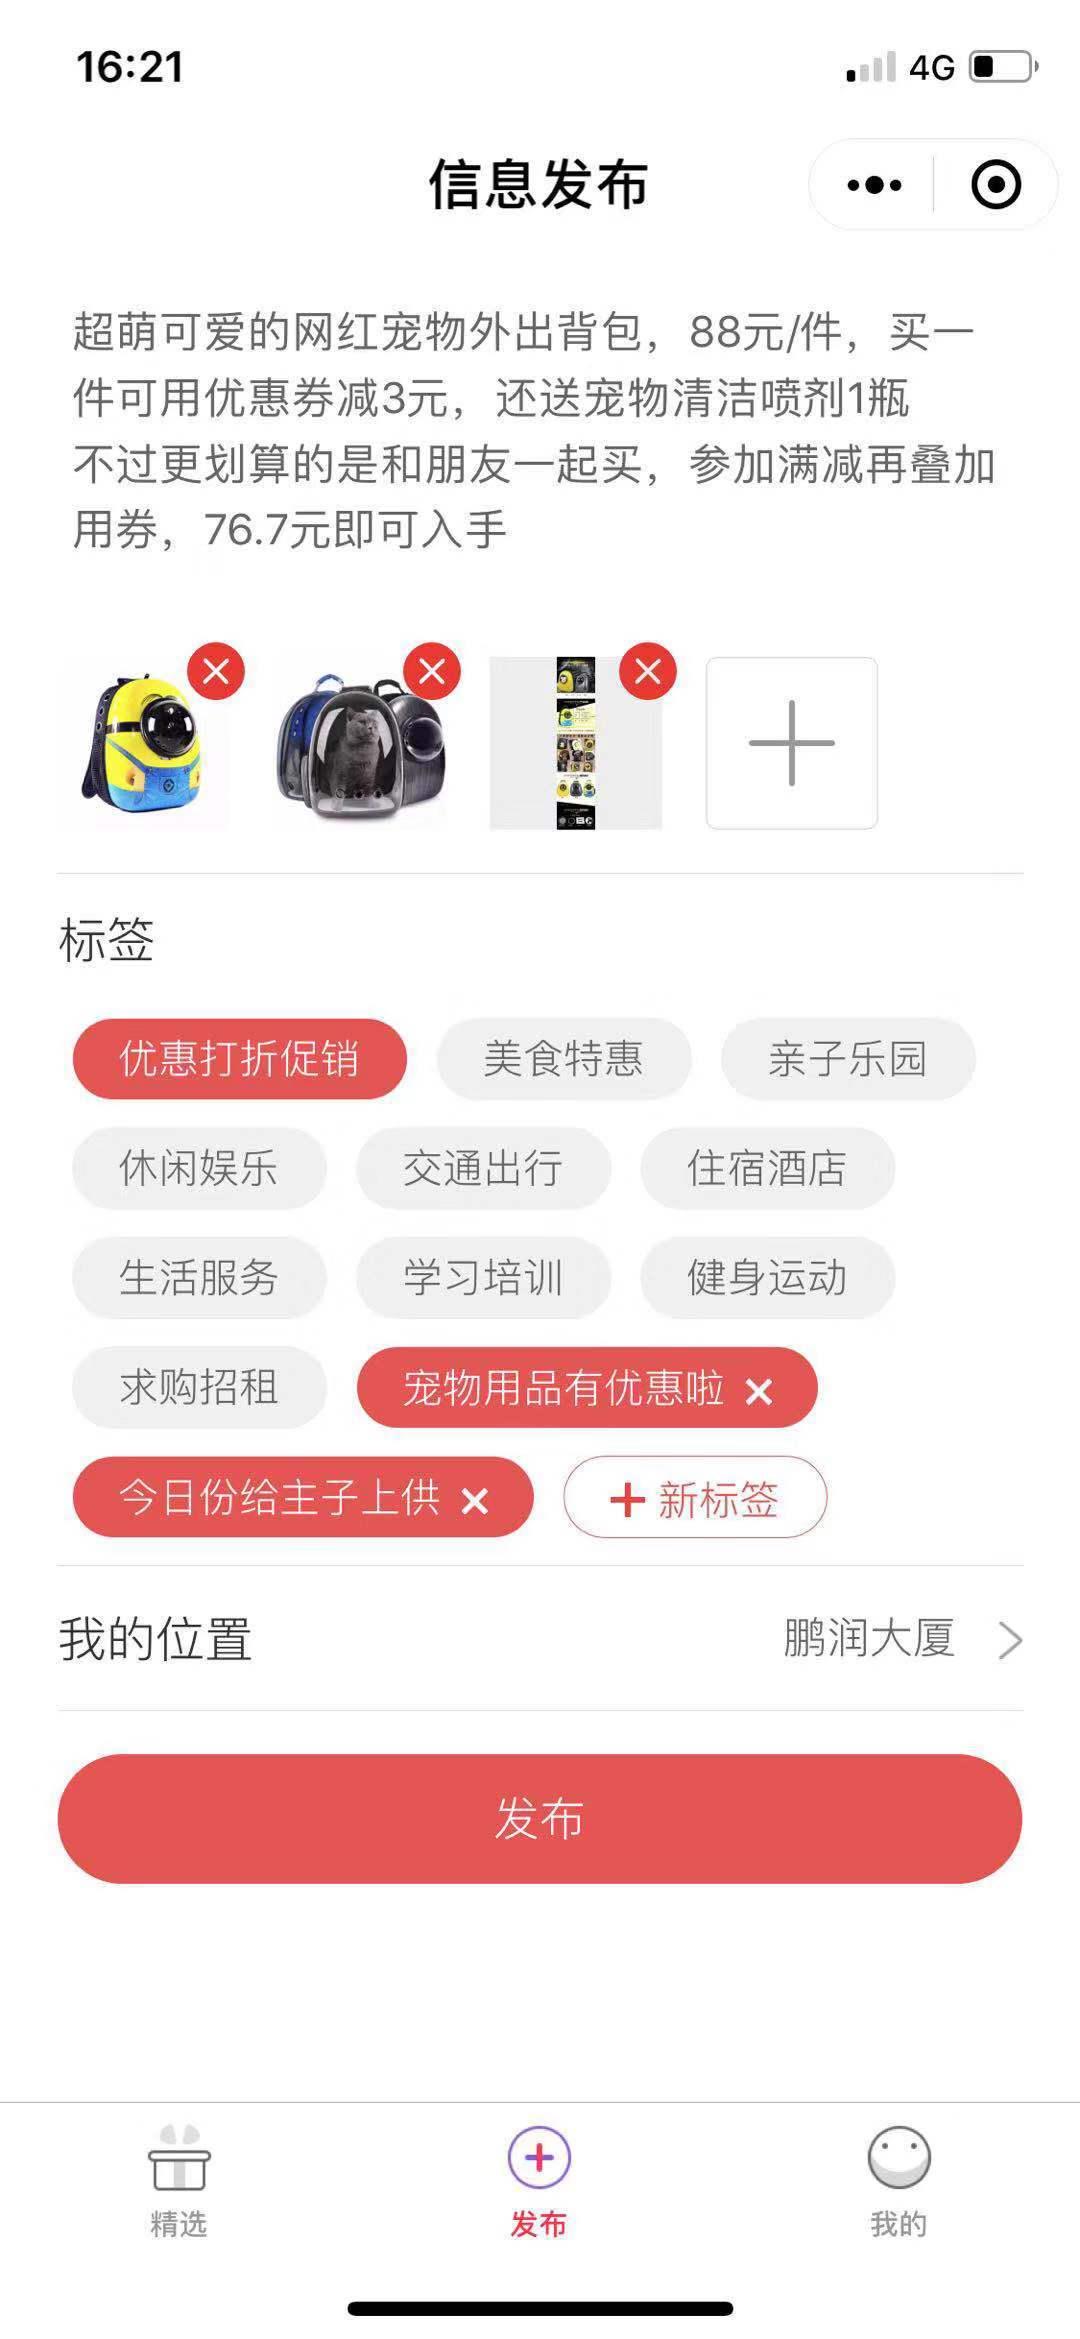 16:21
4G
信息发布
超萌可爱的网红宠物外出背包，88元/件，买一
件可用优惠券减3元，还送宠物清洁喷剂1瓶
不过更划算的是和朋友一起买，参加满减再叠加
用券，76.7元即可入手
标签
优惠打折促销 美食特惠 亲子乐园
休闲娱乐 交通出行 住宿酒店
生活服务 学习培训 健身运动
求购招租 宠物用品有优惠啦
今日份给主子上供 新标签
我的位置 鹏润大厦
发布
精选 发布 我的